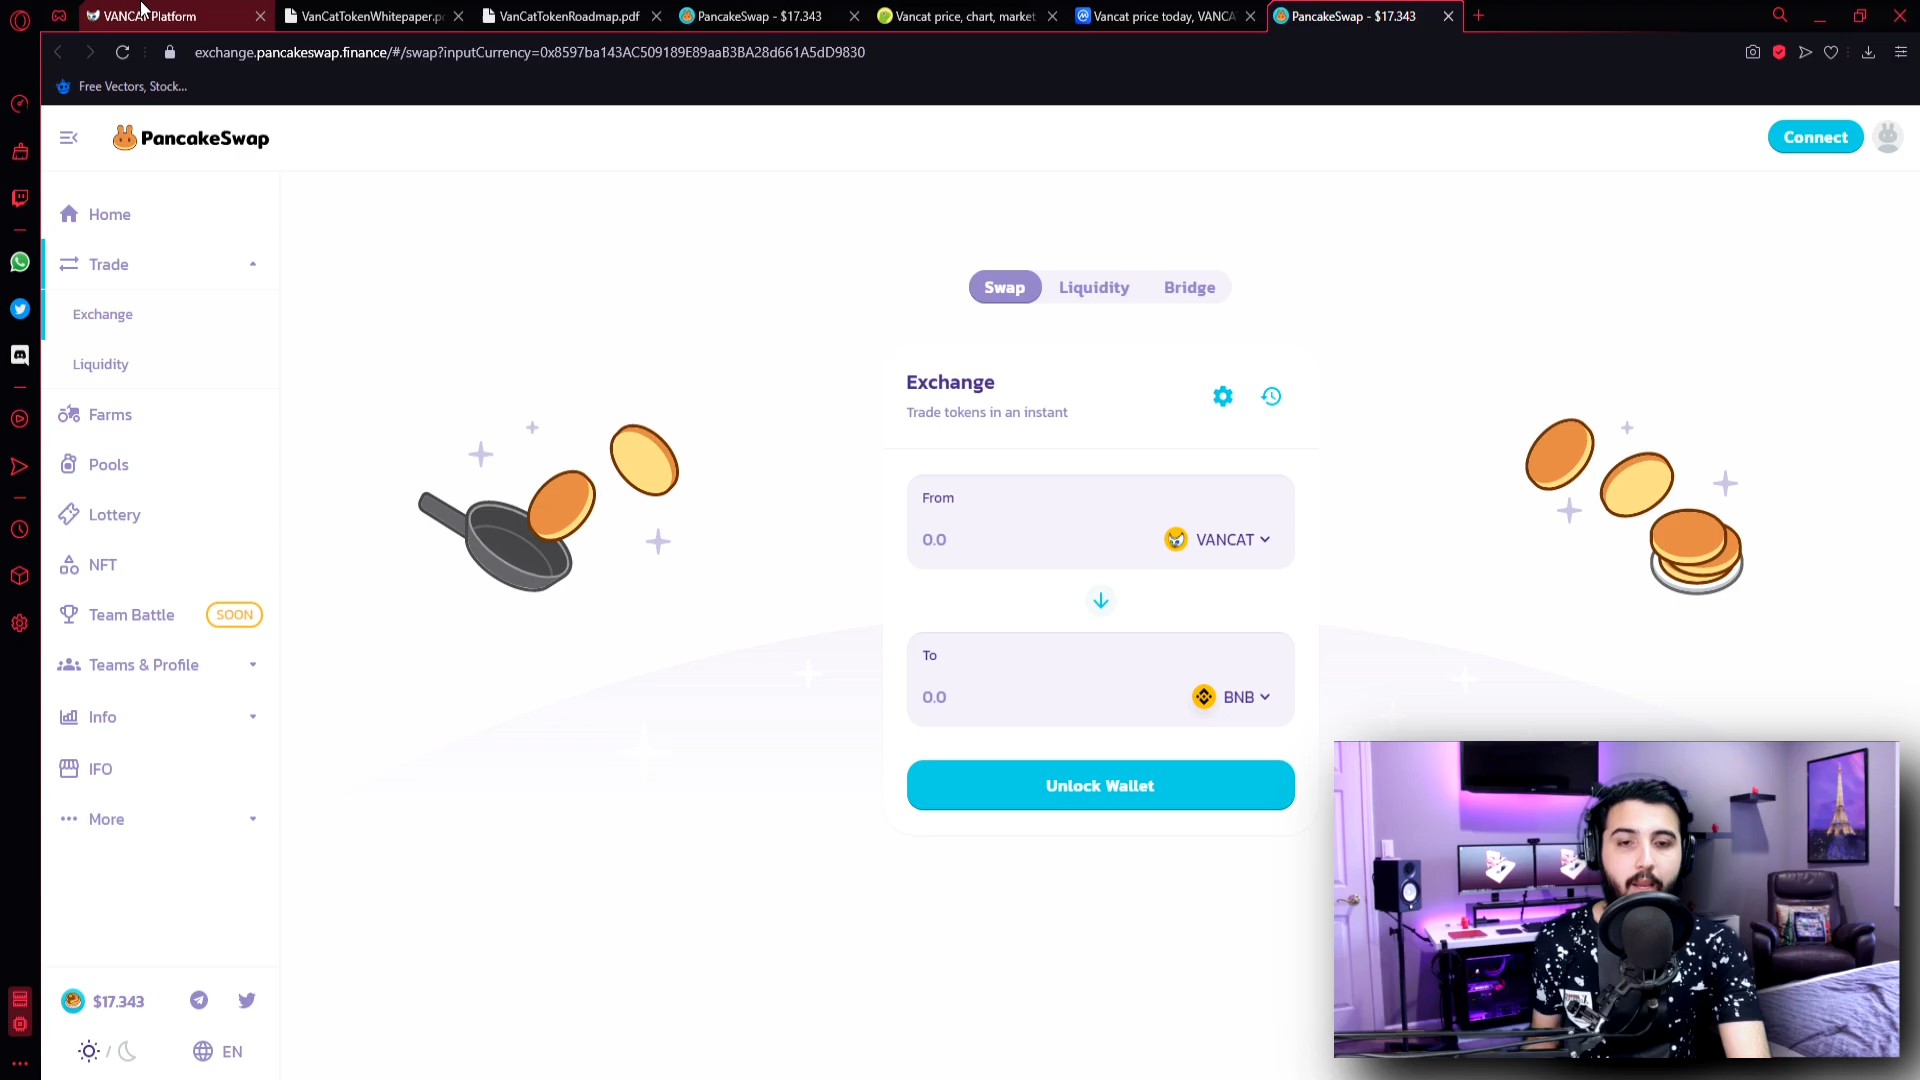 VANCAT Platform
VanCatTokenWhitepaper.p
VanCatTokenRoadmap.pdf
PancakeSwap - $17.343
Vancat price, chart, market
Vancat price today, VANCA
PancakeSwap - $17.343
exchange.pancakeswap.finance/#/swap?inputCurrency=0x8597ba143AC509189E89aaB3BA28d661A5dD9830
Free Vectors, Stock...
PancakeSwap
Connect
Home
Trade
Exchange
Liquidity
Farms
Pools
Lottery
NFT
Team Battle
SOON
Teams & Profile
Info
IFO
More
$17.343
EN
Swap
Liquidity
Bridge
Exchange
Trade tokens in an instant
From
0.0
VANCAT
To
0.0
BNB
Unlock Wallet